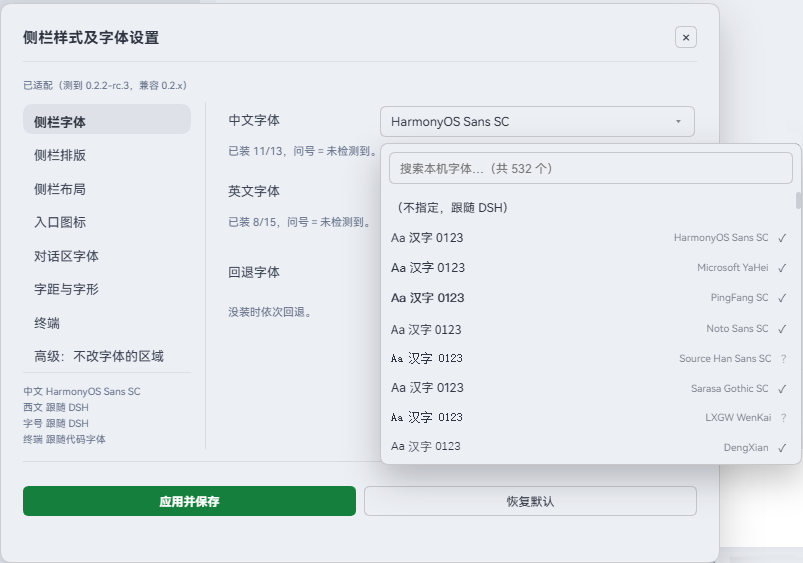 侧栏样式及字体设置
×
已适配（测到 0.2.2-rc.3，兼容 0.2.x）
侧栏字体
侧栏排版
侧栏布局
入口图标
对话区字体
字距与字形
终端
高级：不改字体的区域
中文 HarmonyOS Sans SC
西文 跟随 DSH
字号 跟随 DSH
终端 跟随代码字体
中文字体
HarmonyOS Sans SC
已装 11/13，问号 = 未检测到。
英文字体
已装 8/15，问号 = 未检测到。
回退字体
没装时依次回退。
搜索本机字体…（共 532 个）
（不指定，跟随 DSH）
Aa 汉字 0123 HarmonyOS Sans SC ✓
Aa 汉字 0123 Microsoft YaHei ✓
Aa 汉字 0123 PingFang SC ✓
Aa 汉字 0123 Noto Sans SC ✓
Aa 汉字 0123 Source Han Sans SC ?
Aa 汉字 0123 Sarasa Gothic SC ✓
Aa 汉字 0123 LXGW WenKai ?
Aa 汉字 0123 DengXian ✓
应用并保存
恢复默认